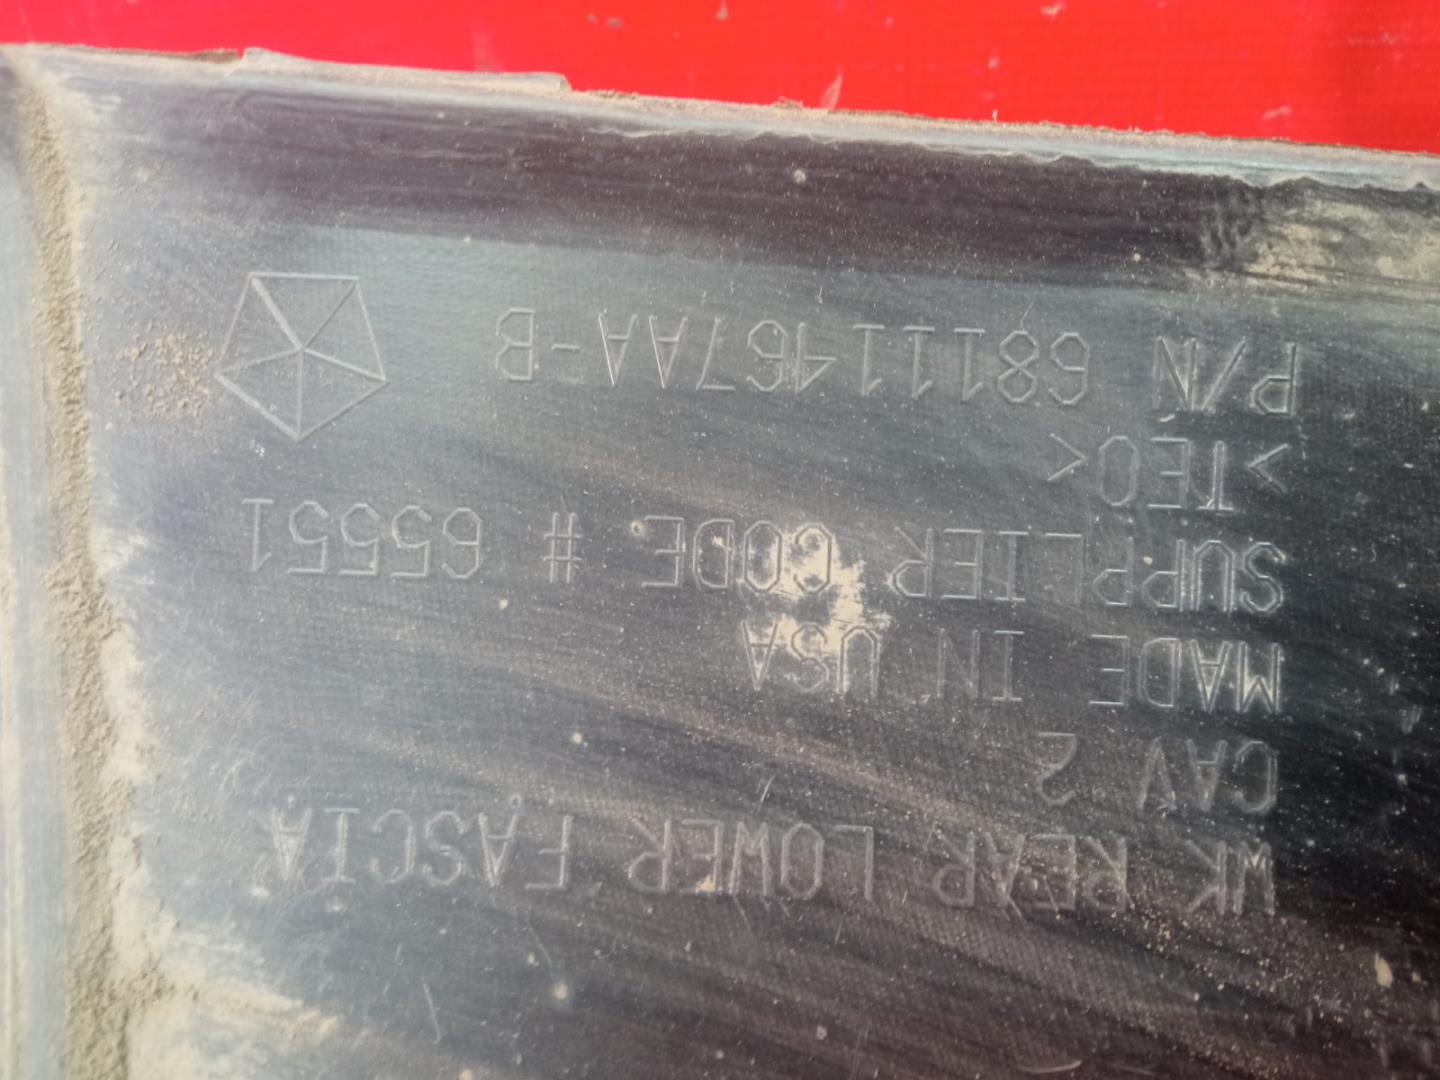 P/N 68111467AA-B
>TEO<
SUPPLIER CODE # 65551
MADE IN USA
CAV 2
WK REAR LOWER FASCIA